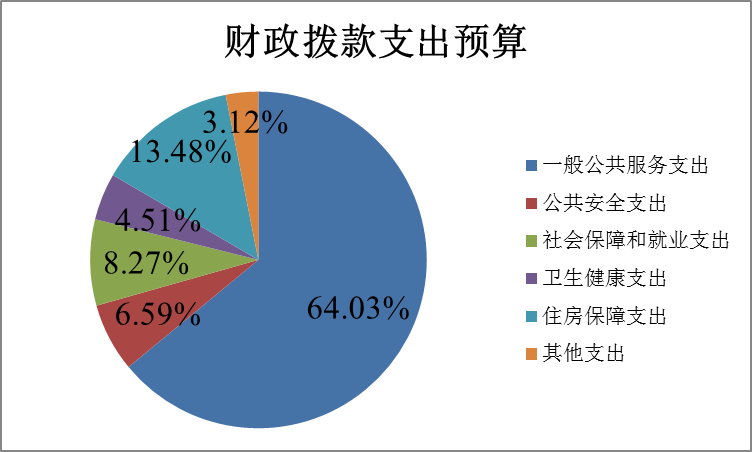 财政拨款支出预算
3.12%
13.48%
4.51%
8.27%
6.59%
64.03%
一般公共服务支出
公共安全支出
社会保障和就业支出
卫生健康支出
住房保障支出
其他支出